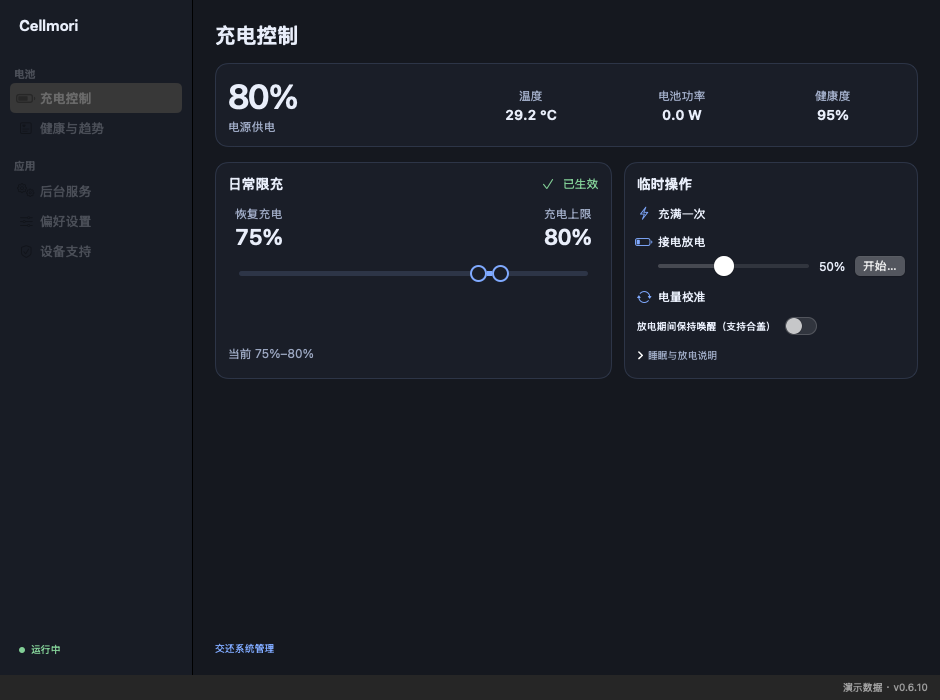 Cellmori
电池
充电控制
健康与趋势
应用
后台服务
偏好设置
设备支持
运行中
充电控制
80%
电源供电
温度
29.2 °C
电池功率
0.0 W
健康度
95%
日常限充
已生效
恢复充电
75%
充电上限
80%
当前 75%–80%
临时操作
充满一次
接电放电
50%
开始...
电量校准
放电期间保持唤醒（支持合盖）
睡眠与放电说明
交还系统管理
演示数据 · v0.6.10